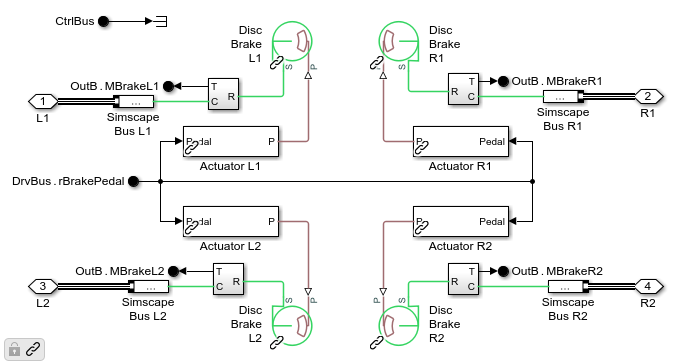 CtrlBus
Disc
Brake
L1
S
P
Disc
Brake
R1
P
S
OutB . MBrakeL1
T
C
R
1
L1
...
Simscape
Bus L1
R
T
C
OutB . MBrakeR1
...
Simscape
Bus R1
2
R1
Pedal
P
Actuator L1
P
Pedal
Actuator R1
DrvBus . rBrakePedal
Pedal
P
Actuator L2
P
Pedal
Actuator R2
OutB . MBrakeL2
T
C
R
3
L2
...
Simscape
Bus L2
R
T
C
OutB . MBrakeR2
...
Simscape
Bus R2
4
R2
S
P
Disc
Brake
L2
P
S
Disc
Brake
R2